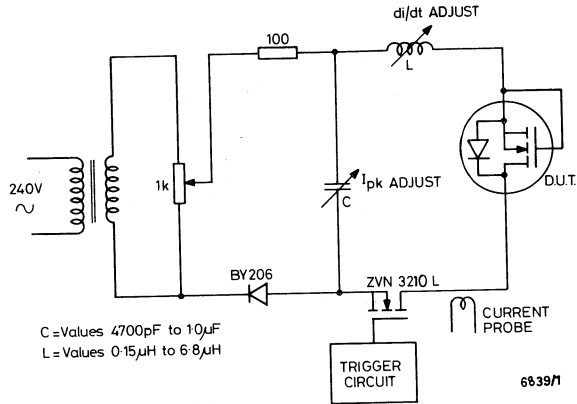 di/dt ADJUST
100
L
240V
1k
Ipk ADJUST
C
D.U.T.
BY206
ZVN 3210 L
C = Values 4700pF to 1·0µF
L = Values 0·15µH to 6·8µH
CURRENT
PROBE
TRIGGER
CIRCUIT
6839/1